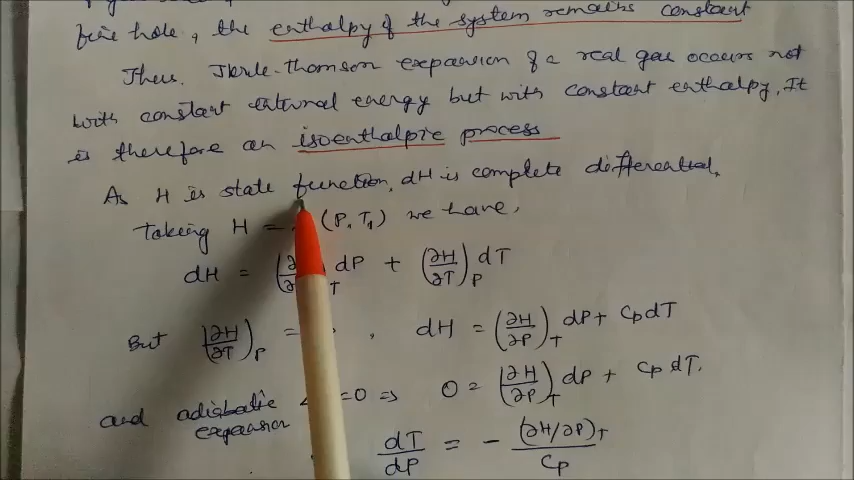 fine hole, the enthalpy of the system remains constant
Thus. Joule-Thomson expansion of a real gas occurs not
with constant internal energy but with constant enthalpy, It
is therefore an isoenthalpic process
As H is state function, dH is complete differential.
Taking H = (P, T) we have,
dH = (∂ )T dP + (∂H/∂T)P dT
But (∂H/∂T)P = , dH = (∂H/∂P)T dP + CpdT
and adiabatic =0 => 0 = (∂H/∂P)T dP + Cp dT.
expansion
dT/dP = - (∂H/∂P)T / Cp